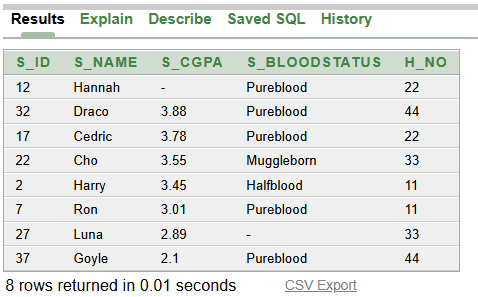 Results Explain Describe Saved SQL History
S_ID S_NAME S_CGPA S_BLOODSTATUS H_NO
12 Hannah - Pureblood 22
32 Draco 3.88 Pureblood 44
17 Cedric 3.78 Pureblood 22
22 Cho 3.55 Muggleborn 33
2 Harry 3.45 Halfblood 11
7 Ron 3.01 Pureblood 11
27 Luna 2.89 - 33
37 Goyle 2.1 Pureblood 44
8 rows returned in 0.01 seconds CSV Export